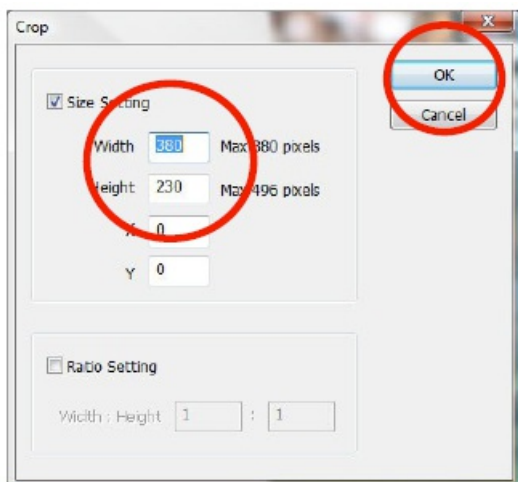 Crop
OK
Cancel
Size Setting
Width 380 Max 380 pixels
Height 230 Max 496 pixels
X 0
Y 0
Ratio Setting
Width : Height 1 : 1